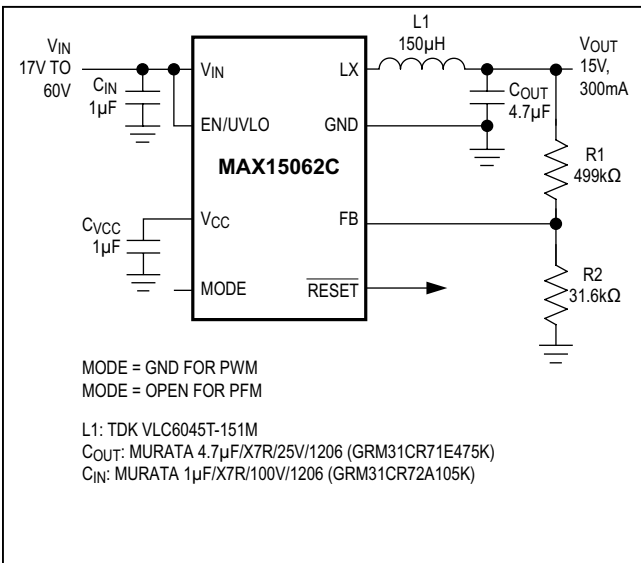 L1
150µH
VIN
17V TO
60V
CIN
1µF
VIN
LX
VOUT
15V,
300mA
COUT
4.7µF
EN/UVLO
GND
MAX15062C
R1
499kΩ
CVCC
1µF
VCC
FB
MODE
RESET
R2
31.6kΩ
MODE = GND FOR PWM
MODE = OPEN FOR PFM
L1: TDK VLC6045T-151M
COUT: MURATA 4.7µF/X7R/25V/1206 (GRM31CR71E475K)
CIN: MURATA 1µF/X7R/100V/1206 (GRM31CR72A105K)